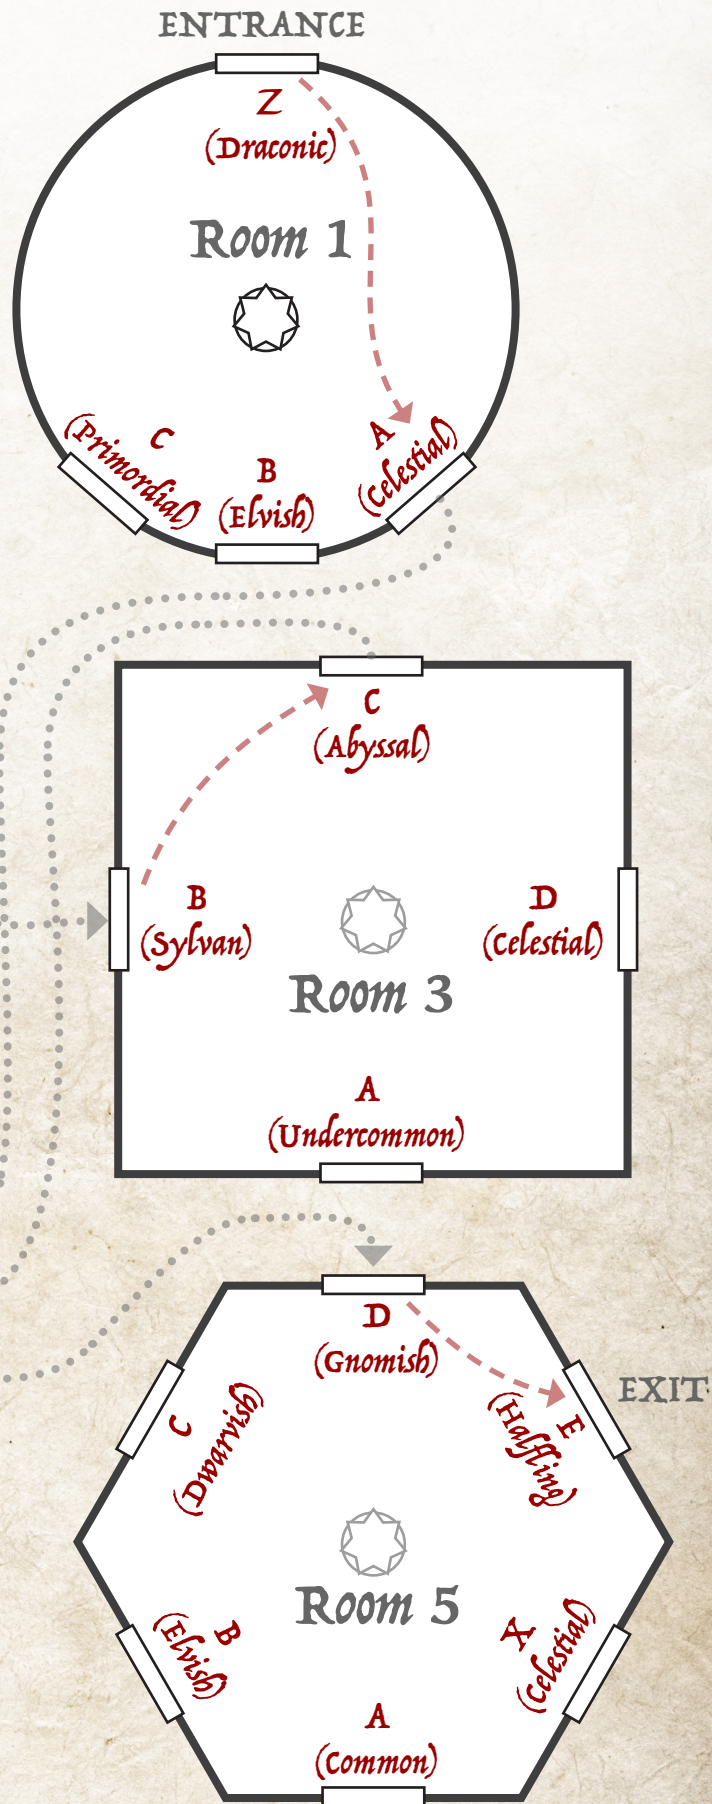 ENTRANCE
Z
(Draconic)
Room 1
C
(Primordial)
B
(Elvish)
A
(Celestial)
C
(Abyssal)
B
(Sylvan)
D
(Celestial)
Room 3
A
(Undercommon)
D
(Gnomish)
EXIT
C
(Dwarvish)
E
(Halfling)
Room 5
B
(Elvish)
X
(Celestial)
A
(Common)